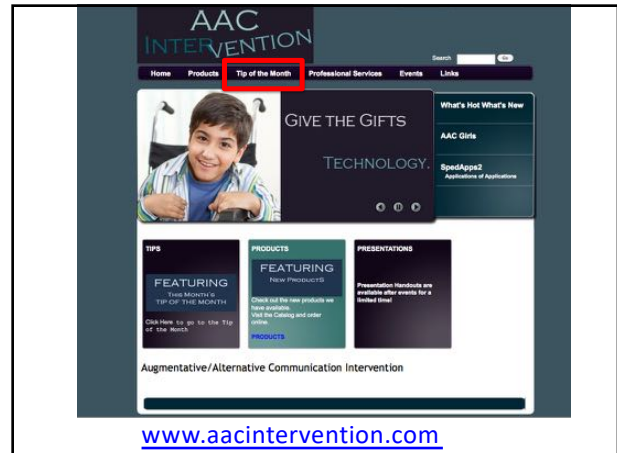 AAC
INTERVENTION
Search Go
Home Products Tip of the Month Professional Services Events Links
GIVE THE GIFTS
TECHNOLOGY.
What's Hot What's New
AAC Girls
SpedApps2
Applications of Applications
TIPS
FEATURING
THIS MONTH'S
TIP OF THE MONTH
Click Here to go to the Tip
of the Month
PRODUCTS
FEATURING
NEW PRODUCTS
Check out the new products we
have available.
Visit the Catalog and order
online.
PRODUCTS
PRESENTATIONS
Presentation Handouts are
available after events for a
limited time!
Augmentative/Alternative Communication Intervention
www.aacintervention.com